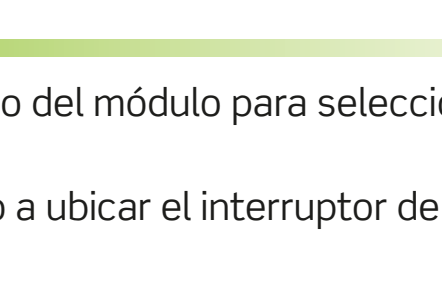 o del módulo para selecci
a ubicar el interruptor de